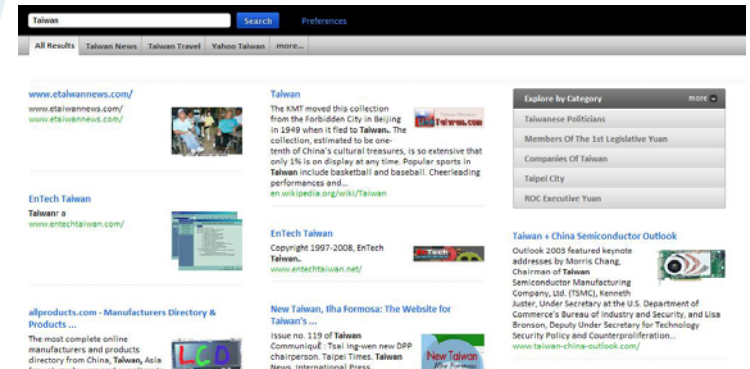 Taiwan
Search
Preferences
All Results
Taiwan News
Taiwan Travel
Yahoo Taiwan
more...
www.etaiwannews.com/
www.etaiwannews.com/
www.etaiwannews.com/
EnTech Taiwan
Taiwanr a
www.entechtaiwan.com/
allproducts.com - Manufacturers Directory &
Products ...
The most complete online
manufacturers and products
directory from China, Taiwan, Asia
LCD
Taiwan
The KMT moved this collection
from the Forbidden City in Beijing
in 1949 when it fled to Taiwan.. The
collection, estimated to be one-
tenth of China's cultural treasures, is so extensive that
only 1% is on display at any time. Popular sports in
Taiwan include basketball and baseball. Cheerleading
performances and...
en.wikipedia.org/wiki/Taiwan
Taiwan.com
EnTech Taiwan
Copyright 1997-2008, EnTech
Taiwan..
www.entechtaiwan.net/
EnTech
New Taiwan, Ilha Formosa: The Website for
Taiwan's ...
Issue no. 119 of Taiwan
Communiquȇ : Tsai Ing-wen new DPP
chairperson. Taipei Times. Taiwan
News. International Press.
New Taiwan
Ilha Formosa
Explore by Category
more
Taiwanese Politicians
Members Of The 1st Legislative Yuan
Companies Of Taiwan
Taipei City
ROC Executive Yuan
Taiwan + China Semiconductor Outlook
Outlook 2003 featured keynote
addresses by Morris Chang,
Chairman of Taiwan
Semiconductor Manufacturing
Company, Ltd. (TSMC), Kenneth
Juster, Under Secretary at the U.S. Department of
Commerce's Bureau of Industry and Security, and Lisa
Bronson, Deputy Under Secretary for Technology
Security Policy and Counterproliferation...
www.taiwan-china-outlook.com/